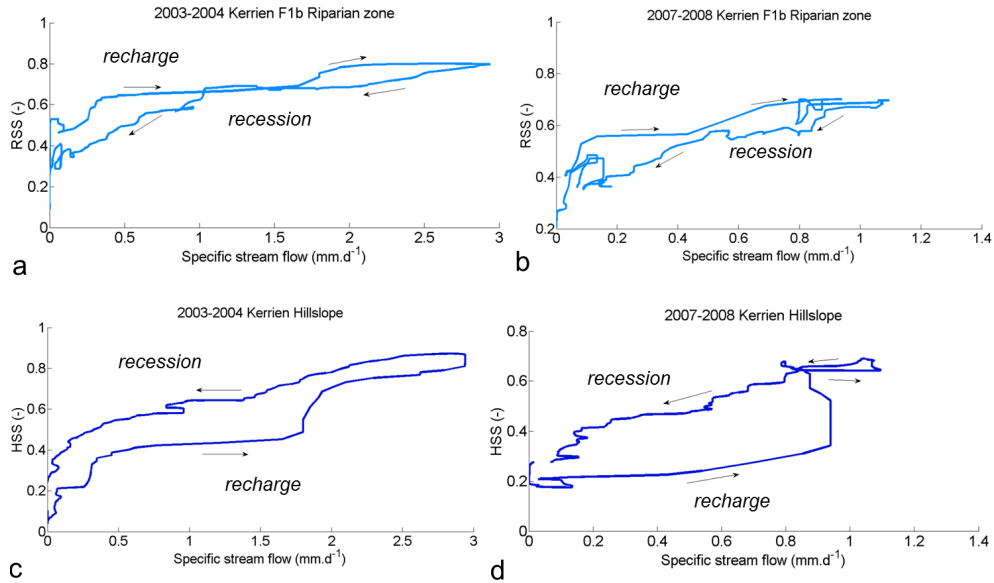 2003-2004 Kerrien F1b Riparian zone
1
0.8
0.6
0.4
0.2
0
RSS (-)
recharge
recession
0
0.5
1
1.5
2
2.5
3
Specific stream flow (mm.d-1)
a
2007-2008 Kerrien F1b Riparian zone
1
0.8
0.6
0.4
0.2
RSS (-)
recharge
recession
0
0.2
0.4
0.6
0.8
1
1.2
1.4
Specific stream flow (mm.d-1)
b
2003-2004 Kerrien Hillslope
1
0.8
0.6
0.4
0.2
0
HSS (-)
recession
recharge
0
0.5
1
1.5
2
2.5
3
Specific stream flow (mm.d-1)
c
2007-2008 Kerrien Hillslope
0.8
0.6
0.4
0.2
0
HSS (-)
recession
recharge
0
0.2
0.4
0.6
0.8
1
1.2
1.4
Specific stream flow (mm.d-1)
d